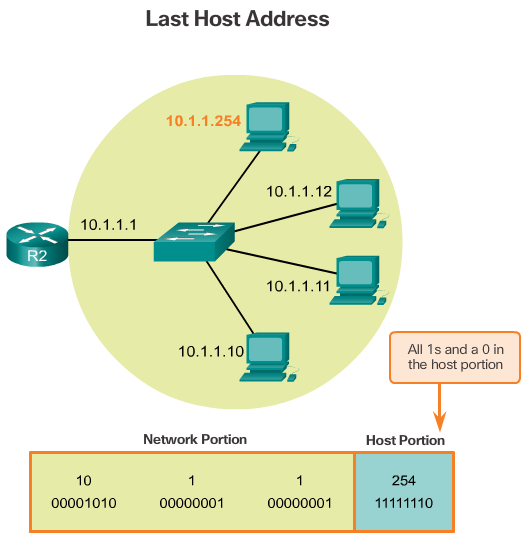 Last Host Address
10.1.1.254
10.1.1.12
10.1.1.1
R2
10.1.1.11
10.1.1.10
All 1s and a 0 in
the host portion
Network Portion
Host Portion
10 1 1 254
00001010 00000001 00000001 11111110